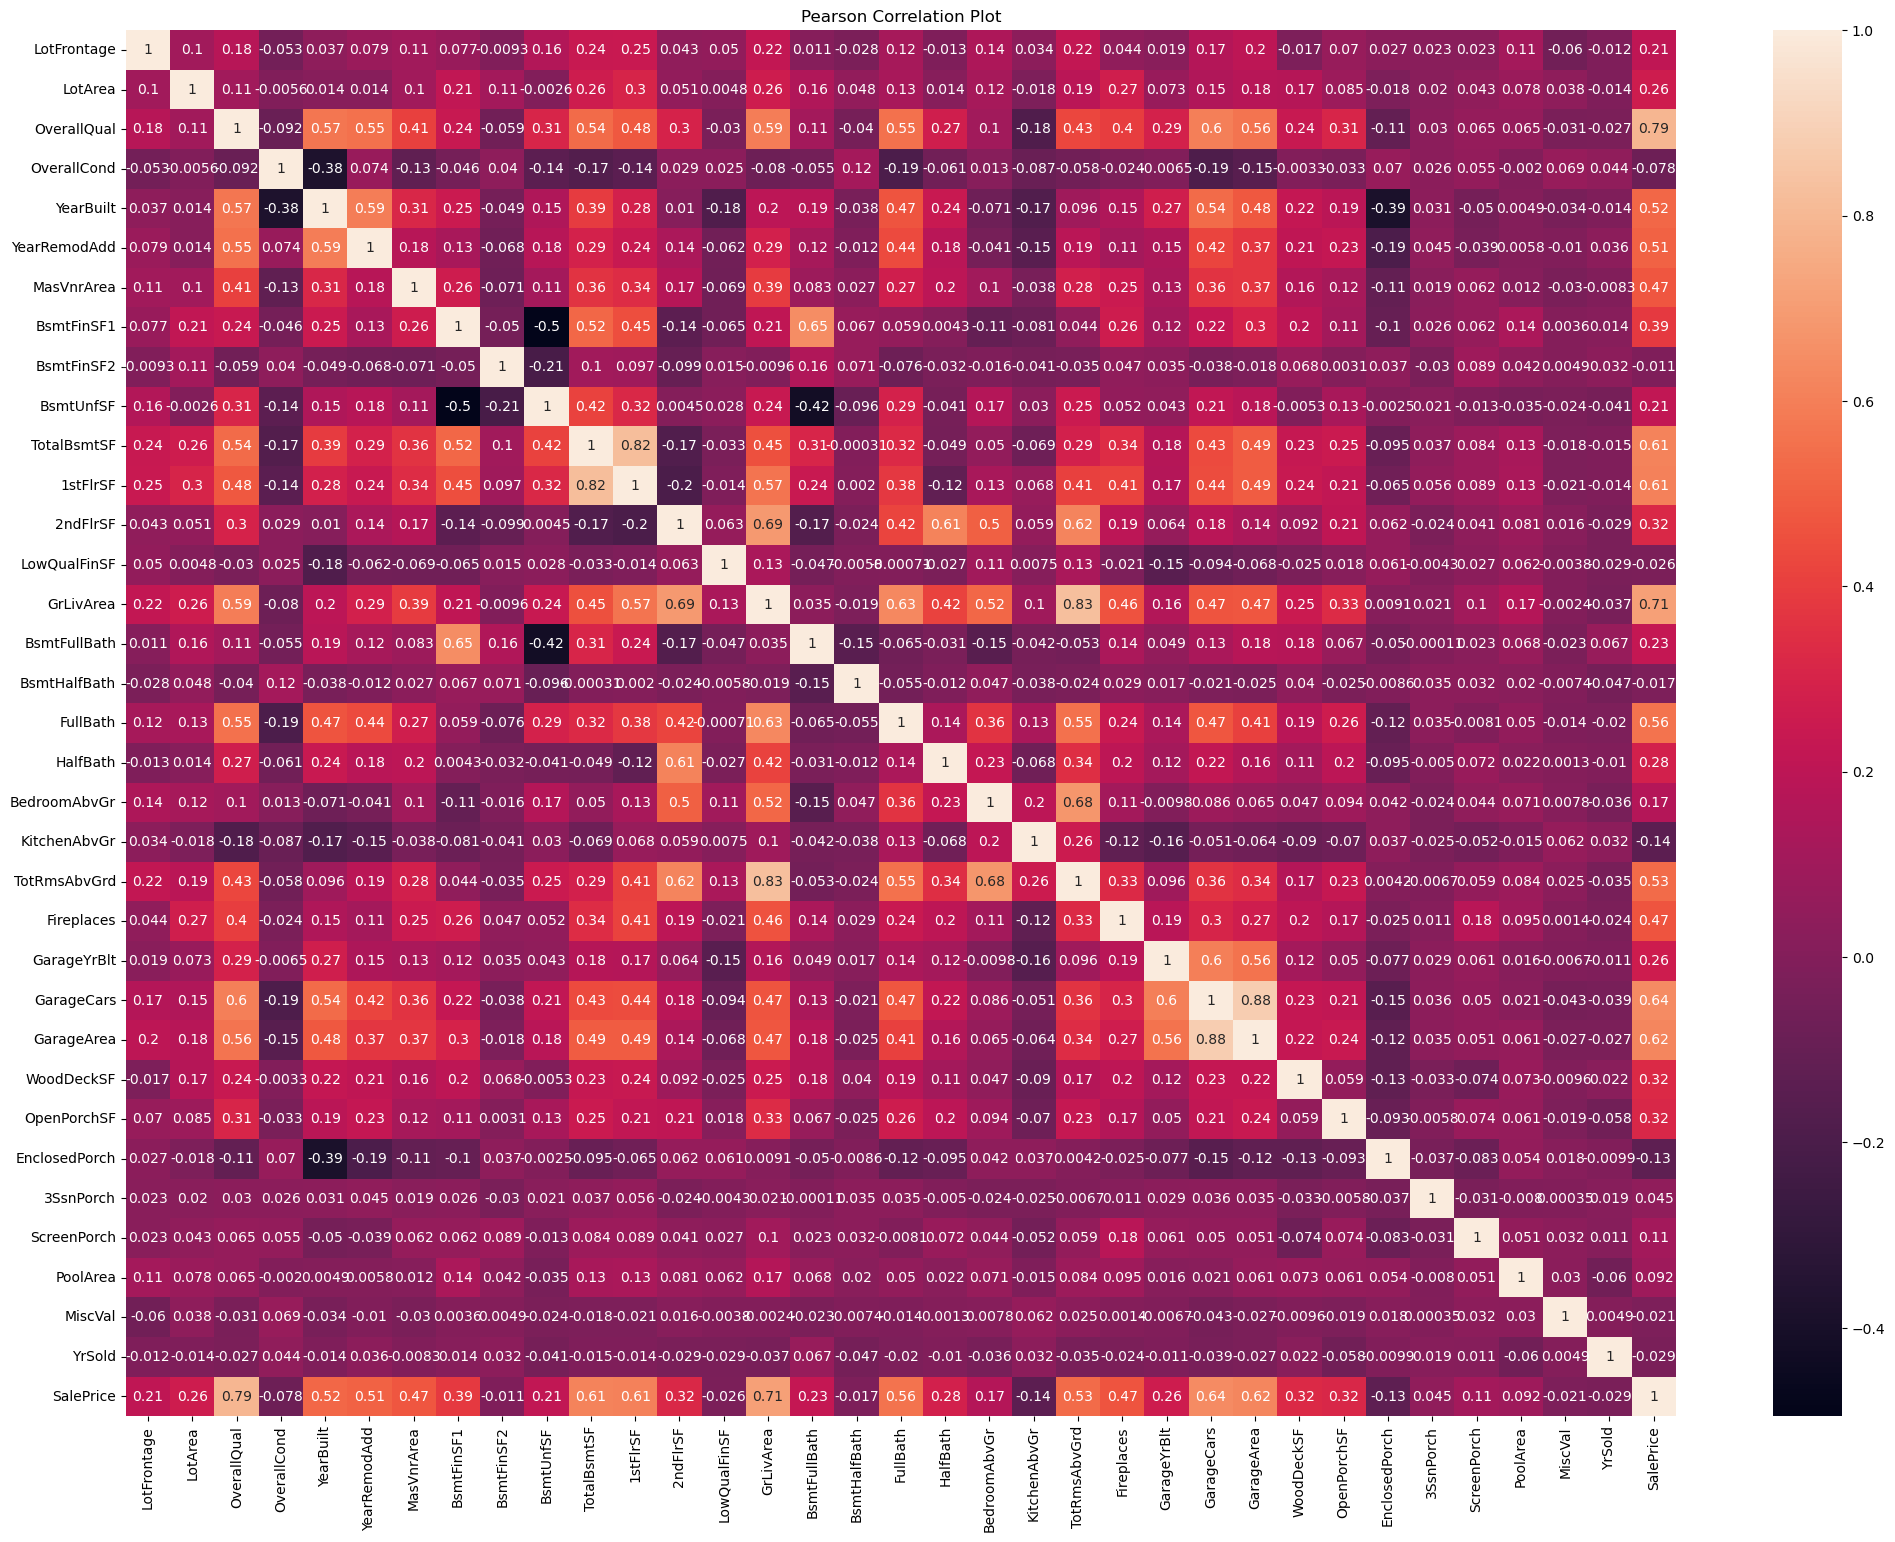 Pearson Correlation Plot
LotFrontage 1 0.1 0.18 -0.053 0.037 0.079 0.11 0.077 -0.0093 0.16 0.24 0.25 0.043 0.05 0.22 0.011 -0.028 0.12 -0.013 0.14 0.034 0.22 0.044 0.019 0.17 0.2 -0.017 0.07 0.027 0.023 0.023 0.11 -0.06 -0.012 0.21
LotArea 0.1 1 0.11 -0.0056 0.014 0.014 0.1 0.21 0.11 -0.0026 0.26 0.3 0.051 0.0048 0.26 0.16 0.048 0.13 0.014 0.12 -0.018 0.19 0.27 0.073 0.15 0.18 0.17 0.085 -0.018 0.02 0.043 0.078 0.038 -0.014 0.26
OverallQual 0.18 0.11 1 -0.092 0.57 0.55 0.41 0.24 -0.059 0.31 0.54 0.48 0.3 -0.03 0.59 0.11 -0.04 0.55 0.27 0.1 -0.18 0.43 0.4 0.29 0.6 0.56 0.24 0.31 -0.11 0.03 0.065 0.065 -0.031 -0.027 0.79
OverallCond -0.053 -0.0056 -0.092 1 -0.38 0.074 -0.13 -0.046 0.04 -0.14 -0.17 -0.14 0.029 0.025 -0.08 -0.055 0.12 -0.19 -0.061 0.013 -0.087 -0.058 -0.024 -0.0065 -0.19 -0.15 -0.0033 -0.033 0.07 0.026 0.055 -0.002 0.069 0.044 -0.078
YearBuilt 0.037 0.014 0.57 -0.38 1 0.59 0.31 0.25 -0.049 0.15 0.39 0.28 0.01 -0.18 0.2 0.19 -0.038 0.47 0.24 -0.071 -0.17 0.096 0.15 0.27 0.54 0.48 0.22 0.19 -0.39 0.031 -0.05 0.0049 -0.034 -0.014 0.52
YearRemodAdd 0.079 0.014 0.55 0.074 0.59 1 0.18 0.13 -0.068 0.18 0.29 0.24 0.14 -0.062 0.29 0.12 -0.012 0.44 0.18 -0.041 -0.15 0.19 0.11 0.15 0.42 0.37 0.21 0.23 -0.19 0.045 -0.039 0.0058 -0.01 0.036 0.51
MasVnrArea 0.11 0.1 0.41 -0.13 0.31 0.18 1 0.26 -0.071 0.11 0.36 0.34 0.17 -0.069 0.39 0.083 0.027 0.27 0.2 0.1 -0.038 0.28 0.25 0.13 0.36 0.37 0.16 0.12 -0.11 0.019 0.062 0.012 -0.03 -0.0083 0.47
BsmtFinSF1 0.077 0.21 0.24 -0.046 0.25 0.13 0.26 1 -0.05 -0.5 0.52 0.45 -0.14 -0.065 0.21 0.65 0.067 0.059 0.0043 -0.11 -0.081 0.044 0.26 0.12 0.22 0.3 0.2 0.11 -0.1 0.026 0.062 0.14 0.0036 0.014 0.39
BsmtFinSF2 -0.0093 0.11 -0.059 0.04 -0.049 -0.068 -0.071 -0.05 1 -0.21 0.1 0.097 -0.099 0.015 -0.0096 0.16 0.071 -0.076 -0.032 -0.016 -0.041 -0.035 0.047 0.035 -0.038 -0.018 0.068 0.0031 0.037 -0.03 0.089 0.042 0.0049 0.032 -0.011
BsmtUnfSF 0.16 -0.0026 0.31 -0.14 0.15 0.18 0.11 -0.5 -0.21 1 0.42 0.32 0.0045 0.028 0.24 -0.42 -0.096 0.29 -0.041 0.17 0.03 0.25 0.052 0.043 0.21 0.18 -0.0053 0.13 -0.0025 0.021 -0.013 -0.035 -0.024 -0.041 0.21
TotalBsmtSF 0.24 0.26 0.54 -0.17 0.39 0.29 0.36 0.52 0.1 0.42 1 0.82 -0.17 -0.033 0.45 0.31 -0.00031 0.32 -0.049 0.05 -0.069 0.29 0.34 0.18 0.43 0.49 0.23 0.25 -0.095 0.037 0.084 0.13 -0.018 -0.015 0.61
1stFlrSF 0.25 0.3 0.48 -0.14 0.28 0.24 0.34 0.45 0.097 0.32 0.82 1 -0.2 -0.014 0.57 0.24 0.002 0.38 -0.12 0.13 0.068 0.41 0.41 0.17 0.44 0.49 0.24 0.21 -0.065 0.056 0.089 0.13 -0.021 -0.014 0.61
2ndFlrSF 0.043 0.051 0.3 0.029 0.01 0.14 0.17 -0.14 -0.099 0.0045 -0.17 -0.2 1 0.063 0.69 -0.17 -0.024 0.42 0.61 0.5 0.059 0.62 0.19 0.064 0.18 0.14 0.092 0.21 0.062 -0.024 0.041 0.081 0.016 -0.029 0.32
LowQualFinSF 0.05 0.0048 -0.03 0.025 -0.18 -0.062 -0.069 -0.065 0.015 0.028 -0.033 -0.014 0.063 1 0.13 -0.047 -0.0058 -0.00071 -0.027 0.11 0.0075 0.13 -0.021 -0.15 -0.094 -0.068 -0.025 0.018 0.061 -0.0043 0.027 0.062 -0.0038 -0.029 -0.026
GrLivArea 0.22 0.26 0.59 -0.08 0.2 0.29 0.39 0.21 -0.0096 0.24 0.45 0.57 0.69 0.13 1 0.035 -0.019 0.63 0.42 0.52 0.1 0.83 0.46 0.16 0.47 0.47 0.25 0.33 0.0091 0.021 0.1 0.17 -0.0024 -0.037 0.71
BsmtFullBath 0.011 0.16 0.11 -0.055 0.19 0.12 0.083 0.65 0.16 -0.42 0.31 0.24 -0.17 -0.047 0.035 1 -0.15 -0.065 -0.031 -0.15 -0.042 -0.053 0.14 0.049 0.13 0.18 0.18 0.067 -0.05 -0.00011 0.023 0.068 -0.023 0.067 0.23
BsmtHalfBath -0.028 0.048 -0.04 0.12 -0.038 -0.012 0.027 0.067 0.071 -0.096 -0.00031 0.002 -0.024 -0.0058 -0.019 -0.15 1 -0.055 -0.012 0.047 -0.038 -0.024 0.029 0.017 -0.021 -0.025 0.04 -0.025 -0.0086 0.035 0.032 0.02 -0.0074 -0.047 -0.017
FullBath 0.12 0.13 0.55 -0.19 0.47 0.44 0.27 0.059 -0.076 0.29 0.32 0.38 0.42 -0.00071 0.63 -0.065 -0.055 1 0.14 0.36 0.13 0.55 0.24 0.14 0.47 0.41 0.19 0.26 -0.12 0.035 -0.0081 0.05 -0.014 -0.02 0.56
HalfBath -0.013 0.014 0.27 -0.061 0.24 0.18 0.2 0.0043 -0.032 -0.041 -0.049 -0.12 0.61 -0.027 0.42 -0.031 -0.012 0.14 1 0.23 -0.068 0.34 0.2 0.12 0.22 0.16 0.11 0.2 -0.095 -0.005 0.072 0.022 0.0013 -0.01 0.28
BedroomAbvGr 0.14 0.12 0.1 0.013 -0.071 -0.041 0.1 -0.11 -0.016 0.17 0.05 0.13 0.5 0.11 0.52 -0.15 0.047 0.36 0.23 1 0.2 0.68 0.11 -0.0098 0.086 0.065 0.047 0.094 0.042 -0.024 0.044 0.071 0.0078 -0.036 0.17
KitchenAbvGr 0.034 -0.018 -0.18 -0.087 -0.17 -0.15 -0.038 -0.081 -0.041 0.03 -0.069 0.068 0.059 0.0075 0.1 -0.042 -0.038 0.13 -0.068 0.2 1 0.26 -0.12 -0.16 -0.051 -0.064 -0.09 -0.07 0.037 -0.025 -0.052 -0.015 0.062 0.032 -0.14
TotRmsAbvGrd 0.22 0.19 0.43 -0.058 0.096 0.19 0.28 0.044 -0.035 0.25 0.29 0.41 0.62 0.13 0.83 -0.053 -0.024 0.55 0.34 0.68 0.26 1 0.33 0.096 0.36 0.34 0.17 0.23 0.0042 -0.0067 0.059 0.084 0.025 -0.035 0.53
Fireplaces 0.044 0.27 0.4 -0.024 0.15 0.11 0.25 0.26 0.047 0.052 0.34 0.41 0.19 -0.021 0.46 0.14 0.029 0.24 0.2 0.11 -0.12 0.33 1 0.19 0.3 0.27 0.2 0.17 -0.025 0.011 0.18 0.095 0.0014 -0.024 0.47
GarageYrBlt 0.019 0.073 0.29 -0.0065 0.27 0.15 0.13 0.12 0.035 0.043 0.18 0.17 0.064 -0.15 0.16 0.049 0.017 0.14 0.12 -0.0098 -0.16 0.096 0.19 1 0.6 0.56 0.12 0.05 -0.077 0.029 0.061 0.016 -0.0067 -0.011 0.26
GarageCars 0.17 0.15 0.6 -0.19 0.54 0.42 0.36 0.22 -0.038 0.21 0.43 0.44 0.18 -0.094 0.47 0.13 -0.021 0.47 0.22 0.086 -0.051 0.36 0.3 0.6 1 0.88 0.23 0.21 -0.15 0.036 0.05 0.021 -0.043 -0.039 0.64
GarageArea 0.2 0.18 0.56 -0.15 0.48 0.37 0.37 0.3 -0.018 0.18 0.49 0.49 0.14 -0.068 0.47 0.18 -0.025 0.41 0.16 0.065 -0.064 0.34 0.27 0.56 0.88 1 0.22 0.24 -0.12 0.035 0.051 0.061 -0.027 -0.027 0.62
WoodDeckSF -0.017 0.17 0.24 -0.0033 0.22 0.21 0.16 0.2 0.068 -0.0053 0.23 0.24 0.092 -0.025 0.25 0.18 0.04 0.19 0.11 0.047 -0.09 0.17 0.2 0.12 0.23 0.22 1 0.059 -0.13 -0.033 -0.074 0.073 -0.0096 0.022 0.32
OpenPorchSF 0.07 0.085 0.31 -0.033 0.19 0.23 0.12 0.11 0.0031 0.13 0.25 0.21 0.21 0.018 0.33 0.067 -0.025 0.26 0.2 0.094 -0.07 0.23 0.17 0.05 0.21 0.24 0.059 1 -0.093 -0.0058 0.074 0.061 -0.019 -0.058 0.32
EnclosedPorch 0.027 -0.018 -0.11 0.07 -0.39 -0.19 -0.11 -0.1 0.037 -0.0025 -0.095 -0.065 0.062 0.061 0.0091 -0.05 -0.0086 -0.12 -0.095 0.042 0.037 0.0042 -0.025 -0.077 -0.15 -0.12 -0.13 -0.093 1 -0.037 -0.083 0.054 0.018 -0.0099 -0.13
3SsnPorch 0.023 0.02 0.03 0.026 0.031 0.045 0.019 0.026 -0.03 0.021 0.037 0.056 -0.024 -0.0043 0.021 -0.00011 0.035 0.035 -0.005 -0.024 -0.025 -0.0067 0.011 0.029 0.036 0.035 -0.033 -0.0058 -0.037 1 -0.031 -0.008 0.00035 0.019 0.045
ScreenPorch 0.023 0.043 0.065 0.055 -0.05 -0.039 0.062 0.062 0.089 -0.013 0.084 0.089 0.041 0.027 0.1 0.023 0.032 -0.0081 0.072 0.044 -0.052 0.059 0.18 0.061 0.05 0.051 -0.074 0.074 -0.083 -0.031 1 0.051 0.032 0.011 0.11
PoolArea 0.11 0.078 0.065 -0.002 0.0049 0.0058 0.012 0.14 0.042 -0.035 0.13 0.13 0.081 0.062 0.17 0.068 0.02 0.05 0.022 0.071 -0.015 0.084 0.095 0.016 0.021 0.061 0.073 0.061 0.054 -0.008 0.051 1 0.03 -0.06 0.092
MiscVal -0.06 0.038 -0.031 0.069 -0.034 -0.01 -0.03 0.0036 0.0049 -0.024 -0.018 -0.021 0.016 -0.0038 -0.0024 -0.023 -0.0074 -0.014 0.0013 0.0078 0.062 0.025 0.0014 -0.0067 -0.043 -0.027 -0.0096 -0.019 0.018 0.00035 0.032 0.03 1 0.0049 -0.021
YrSold -0.012 -0.014 -0.027 0.044 -0.014 0.036 -0.0083 0.014 0.032 -0.041 -0.015 -0.014 -0.029 -0.029 -0.037 0.067 -0.047 -0.02 -0.01 -0.036 0.032 -0.035 -0.024 -0.011 -0.039 -0.027 0.022 -0.058 -0.0099 0.019 0.011 -0.06 0.0049 1 -0.029
SalePrice 0.21 0.26 0.79 -0.078 0.52 0.51 0.47 0.39 -0.011 0.21 0.61 0.61 0.32 -0.026 0.71 0.23 -0.017 0.56 0.28 0.17 -0.14 0.53 0.47 0.26 0.64 0.62 0.32 0.32 -0.13 0.045 0.11 0.092 -0.021 -0.029 1
LotFrontage LotArea OverallQual OverallCond YearBuilt YearRemodAdd MasVnrArea BsmtFinSF1 BsmtFinSF2 BsmtUnfSF TotalBsmtSF 1stFlrSF 2ndFlrSF LowQualFinSF GrLivArea BsmtFullBath BsmtHalfBath FullBath HalfBath BedroomAbvGr KitchenAbvGr TotRmsAbvGrd Fireplaces GarageYrBlt GarageCars GarageArea WoodDeckSF OpenPorchSF EnclosedPorch 3SsnPorch ScreenPorch PoolArea MiscVal YrSold SalePrice
1.0
0.8
0.6
0.4
0.2
0.0
−0.2
−0.4